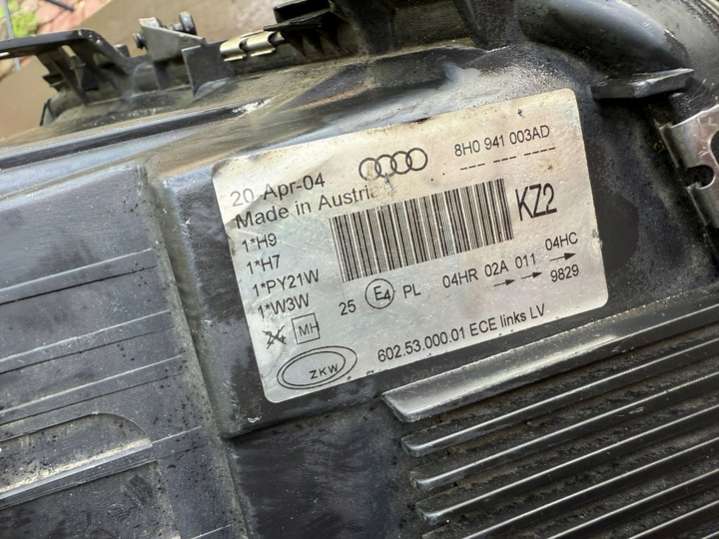 20-Apr-04
8H0 941 003AD
Made in Austria
KZ2
1*H9
1*H7
1*PY21W
1*W3W
25 E4 PL 04HR 02A 011 04HC
9829
MH
602.53.000.01 ECE links LV
ZKW